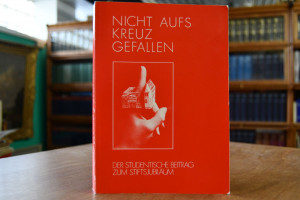 NICHT AUFS
KREUZ
GEFALLEN
DER STUDENTISCHE BEITRAG
ZUM STIFTSJUBILÄUM